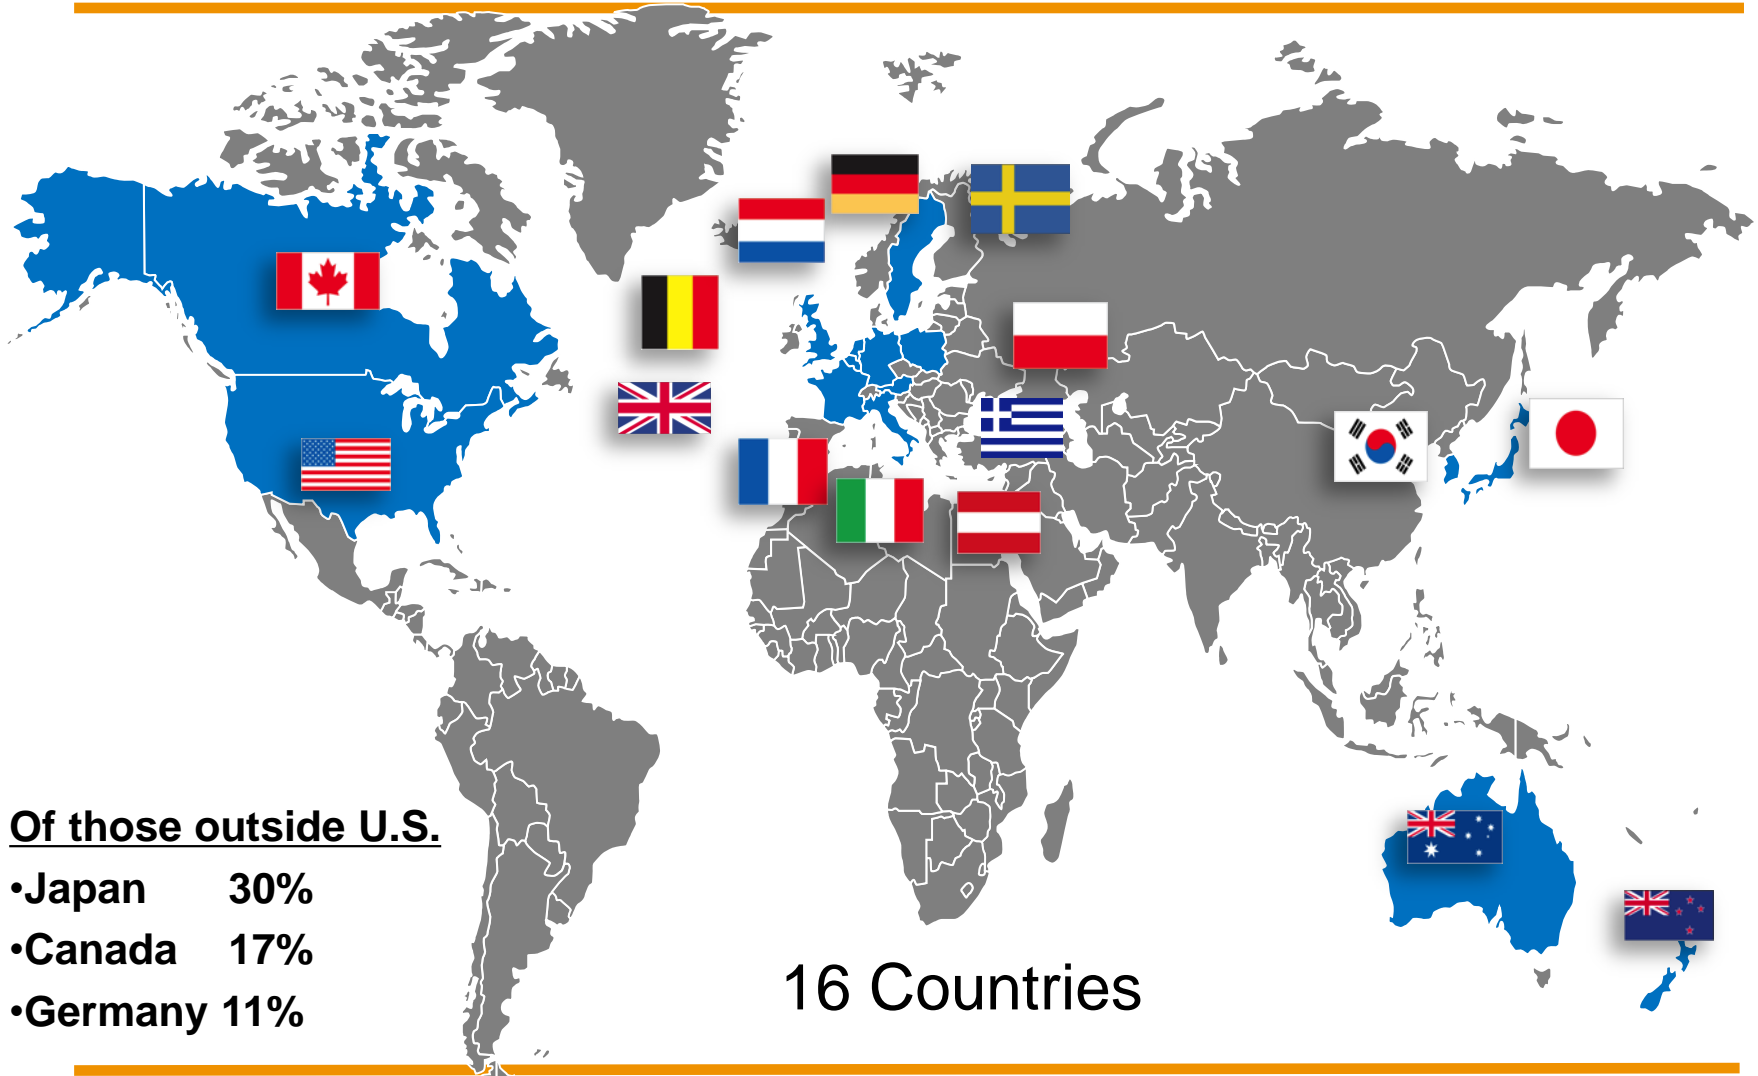 Of those outside U.S.
•Japan 30%
•Canada 17%
•Germany 11%
16 Countries